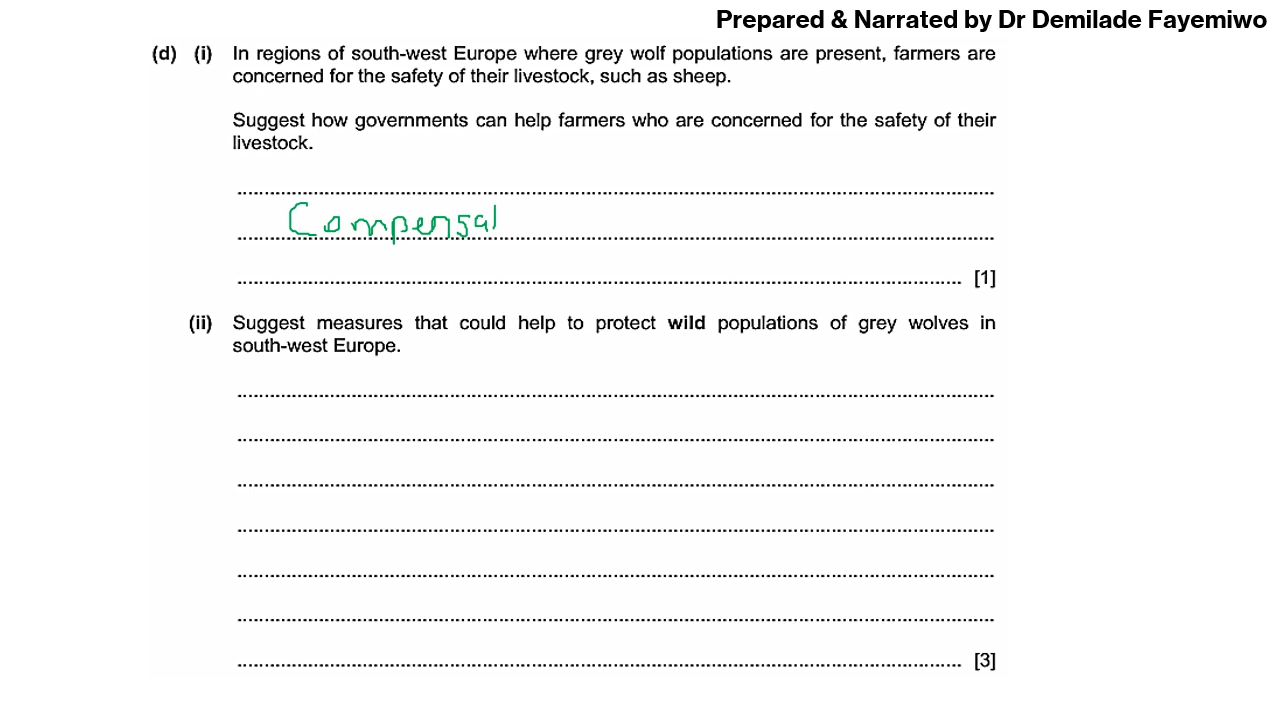 Prepared & Narrated by Dr Demilade Fayemiwo
(d) (i) In regions of south-west Europe where grey wolf populations are present, farmers are
concerned for the safety of their livestock, such as sheep.
Suggest how governments can help farmers who are concerned for the safety of their
livestock.
Compensal
[1]
(ii) Suggest measures that could help to protect wild populations of grey wolves in
south-west Europe.
[3]